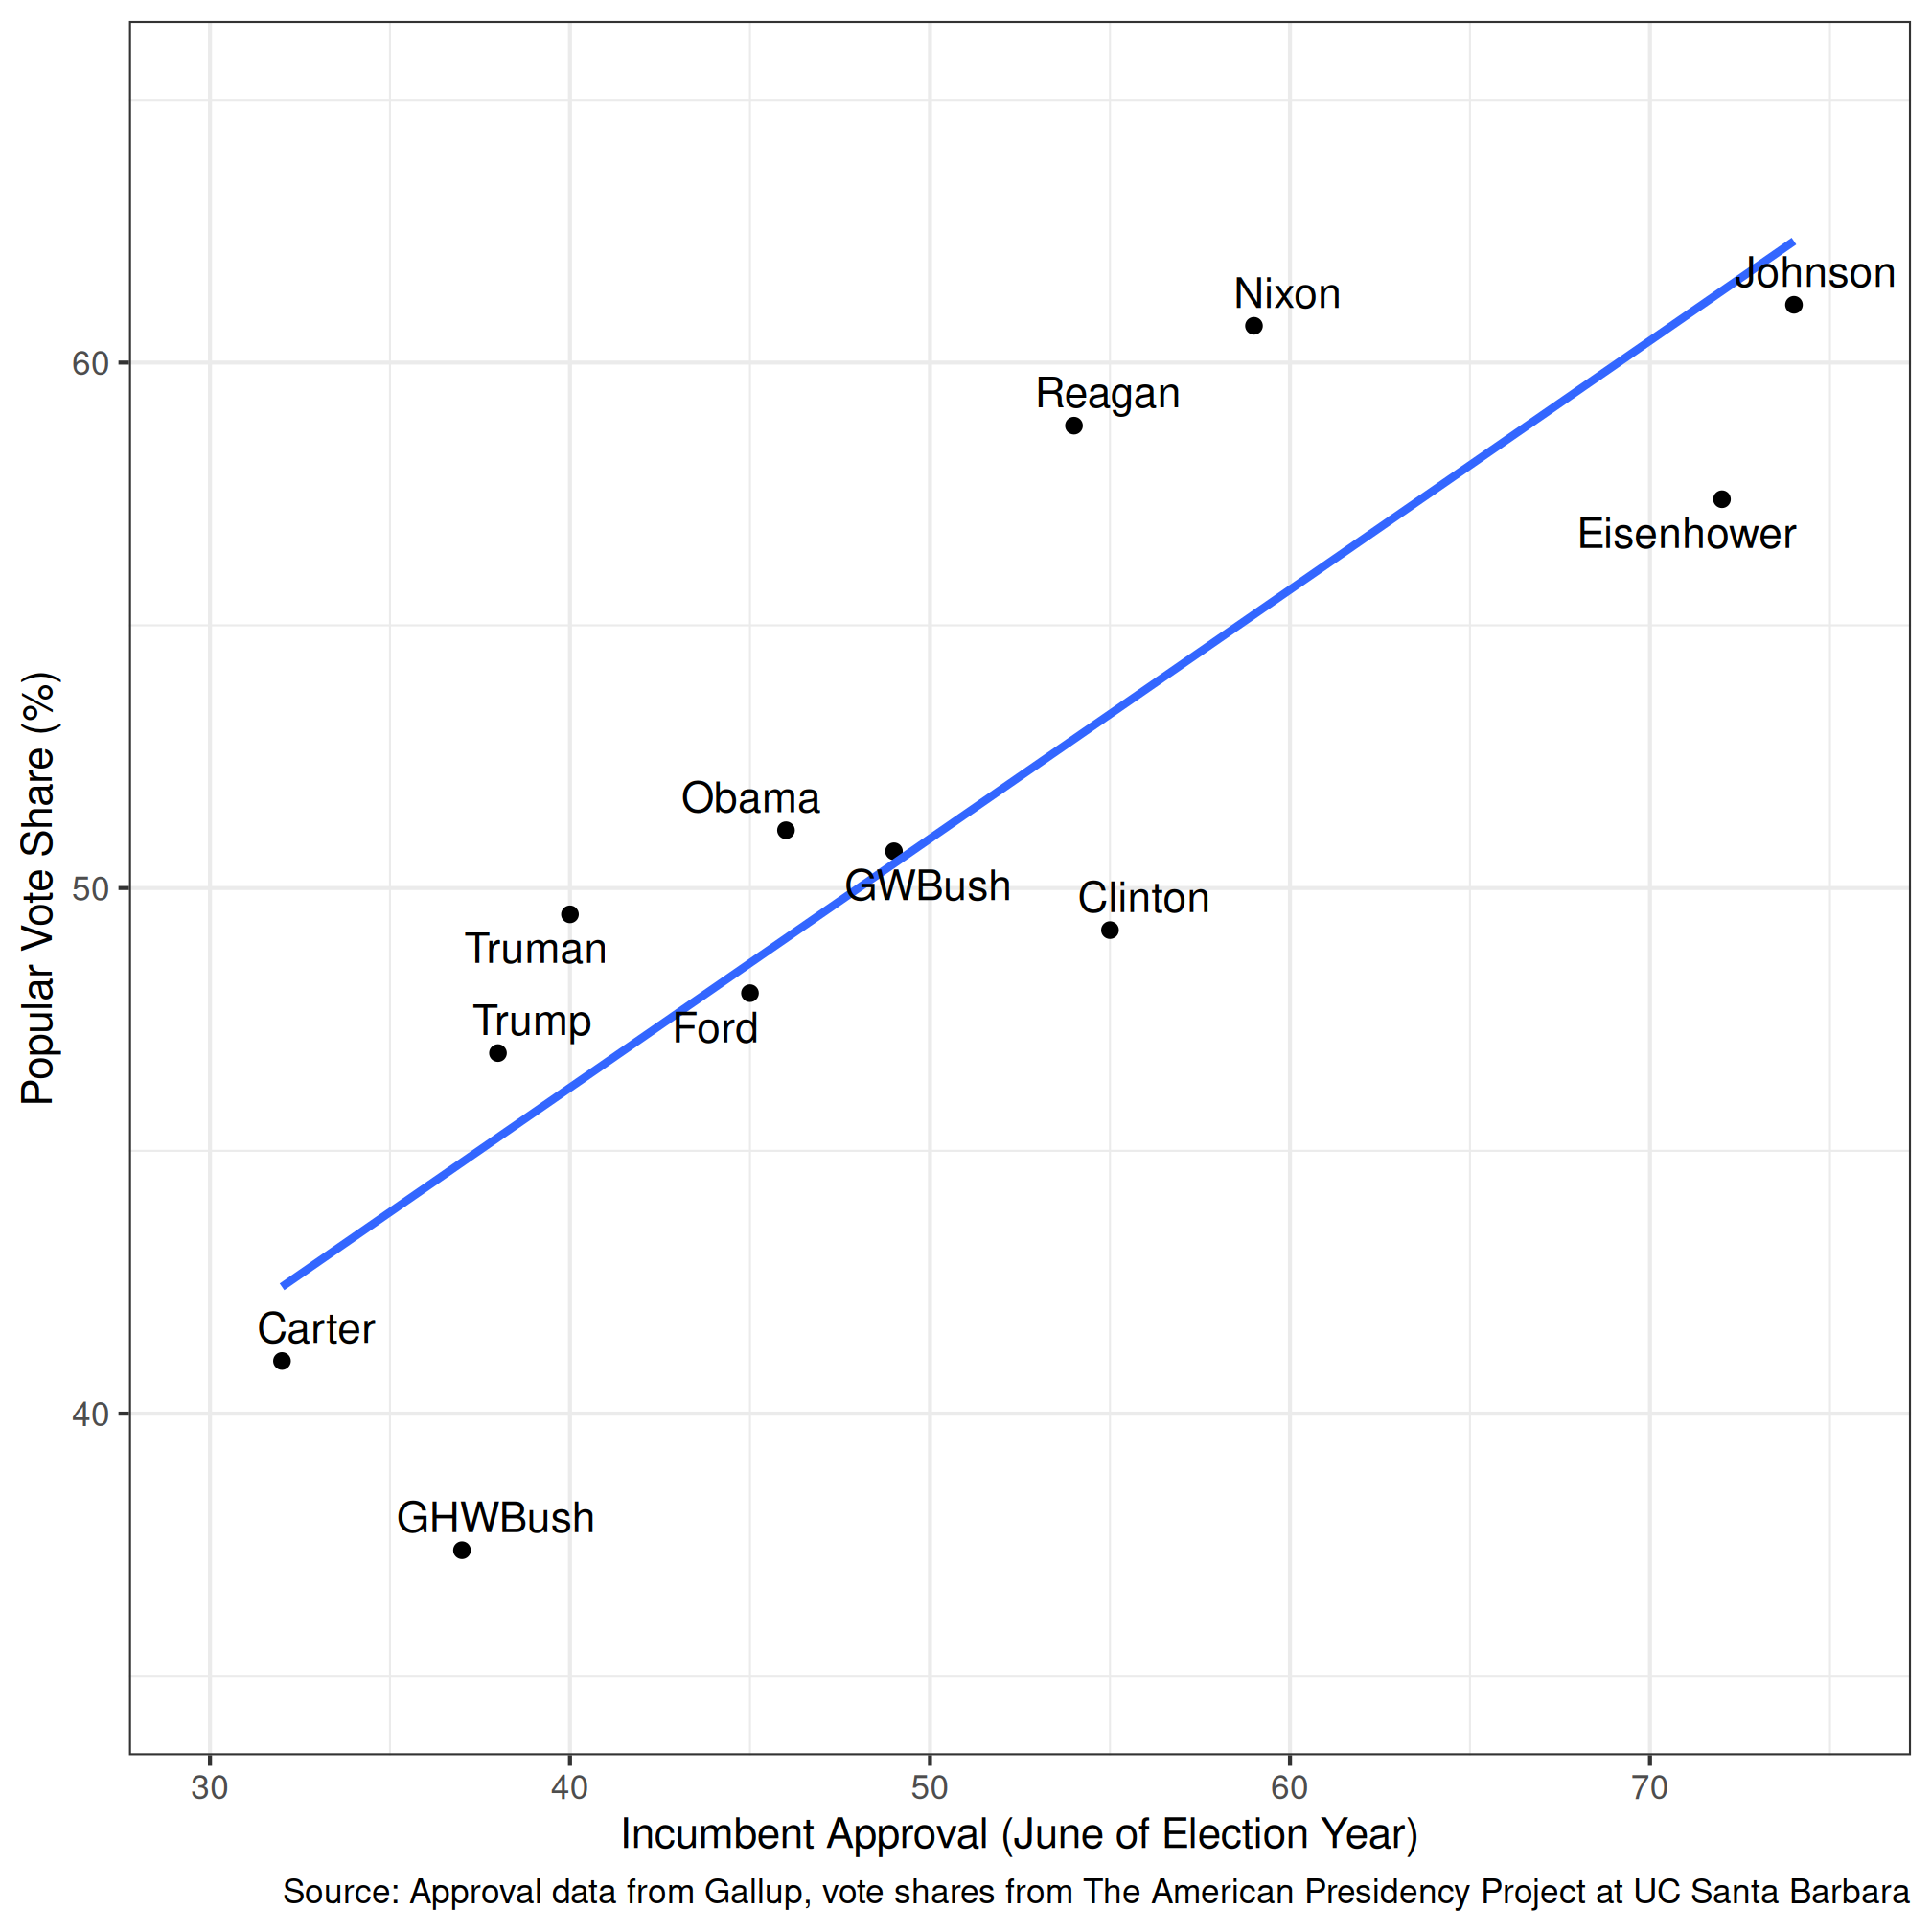 Johnson
Nixon
60
Reagan
Eisenhower
Obama
GWBush
50
Clinton
Truman
Trump
Ford
Carter
40
GHWBush
Popular Vote Share (%)
30 40 50 60 70
Incumbent Approval (June of Election Year)
Source: Approval data from Gallup, vote shares from The American Presidency Project at UC Santa Barbara